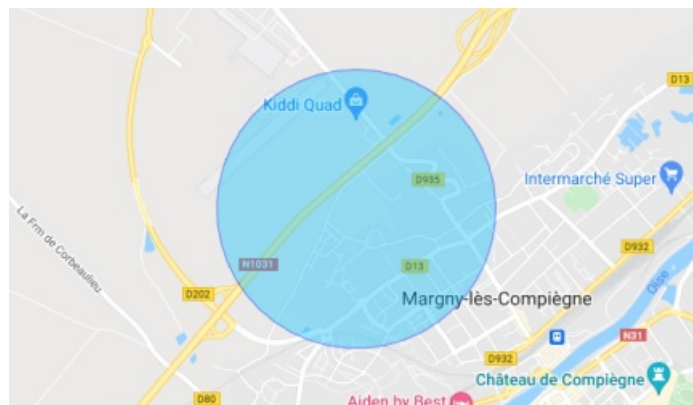 D13
Kiddi Quad
D935
Intermarché Super
La Frm de Corbeaulieu
D932
N1031
D13
Oise
D202
Margny-lès-Compiègne
N31
D932
Château de Compiègne
D80
Aiden by Best